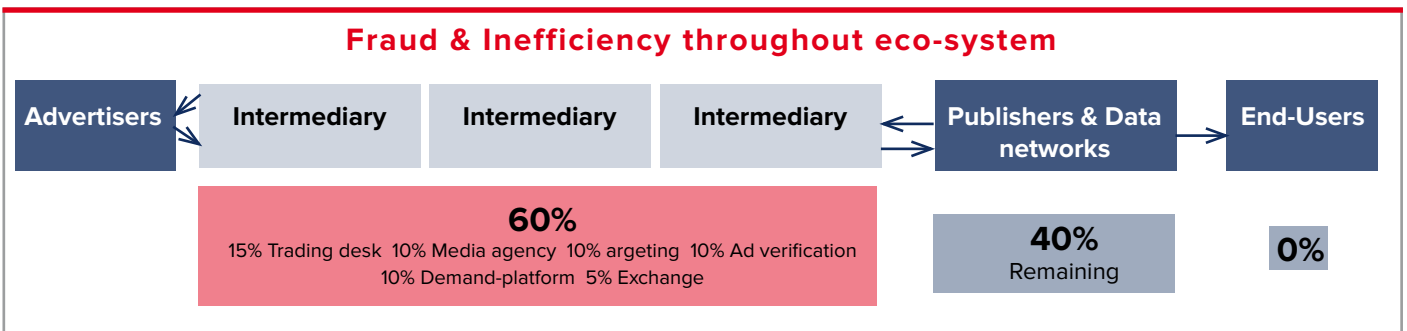 Fraud & Inefficiency throughout eco-system
Advertisers
Intermediary
Intermediary
Intermediary
Publishers & Data
networks
End-Users
60%
15% Trading desk 10% Media agency 10% argeting 10% Ad verification
10% Demand-platform 5% Exchange
40%
Remaining
0%